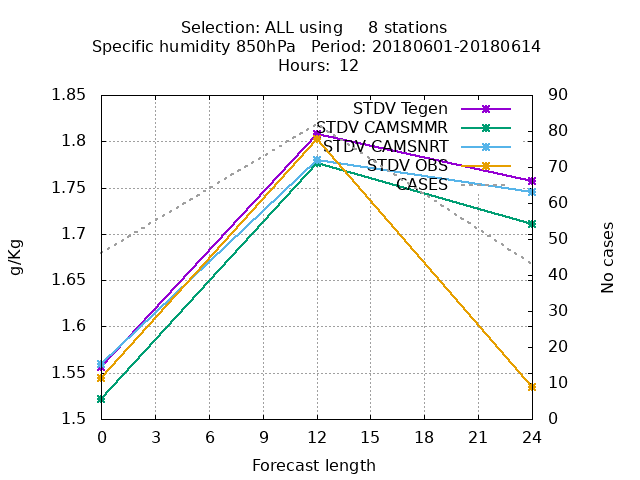 Selection: ALL using     8 stations
Specific humidity 850hPa   Period: 20180601-20180614
Hours:  12
1.85
1.8
1.75
1.7
1.65
1.6
1.55
1.5
g/Kg
STDV Tegen
STDV CAMSMMR
STDV CAMSNRT
STDV OBS
CASES
90
80
70
60
50
40
30
20
10
0
No cases
0 3 6 9 12 15 18 21 24
Forecast length